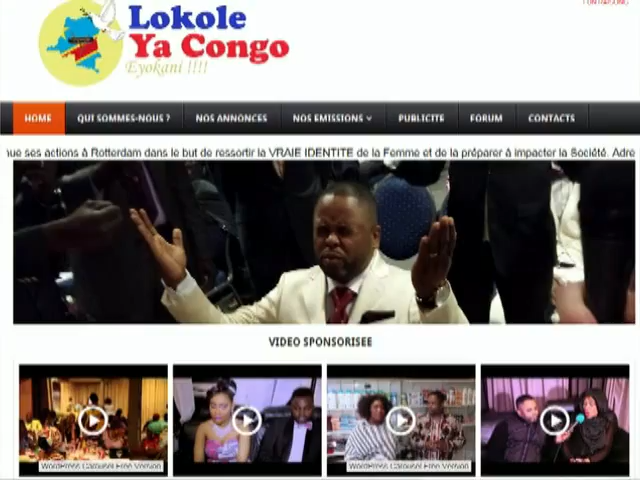 Lokole
Ya Congo
Eyokani !!!!
HOME QUI SOMMES-NOUS ? NOS ANNONCES NOS EMISSIONS PUBLICITE FORUM CONTACTS
ses actions à Rotterdam dans le but de ressortir la VRAIE IDENTITE de la Femme et de la préparer à impacter la Société. Adre
VIDEO SPONSORISEE
WordPress Carousel Free Version
WordPress Carousel Free Version